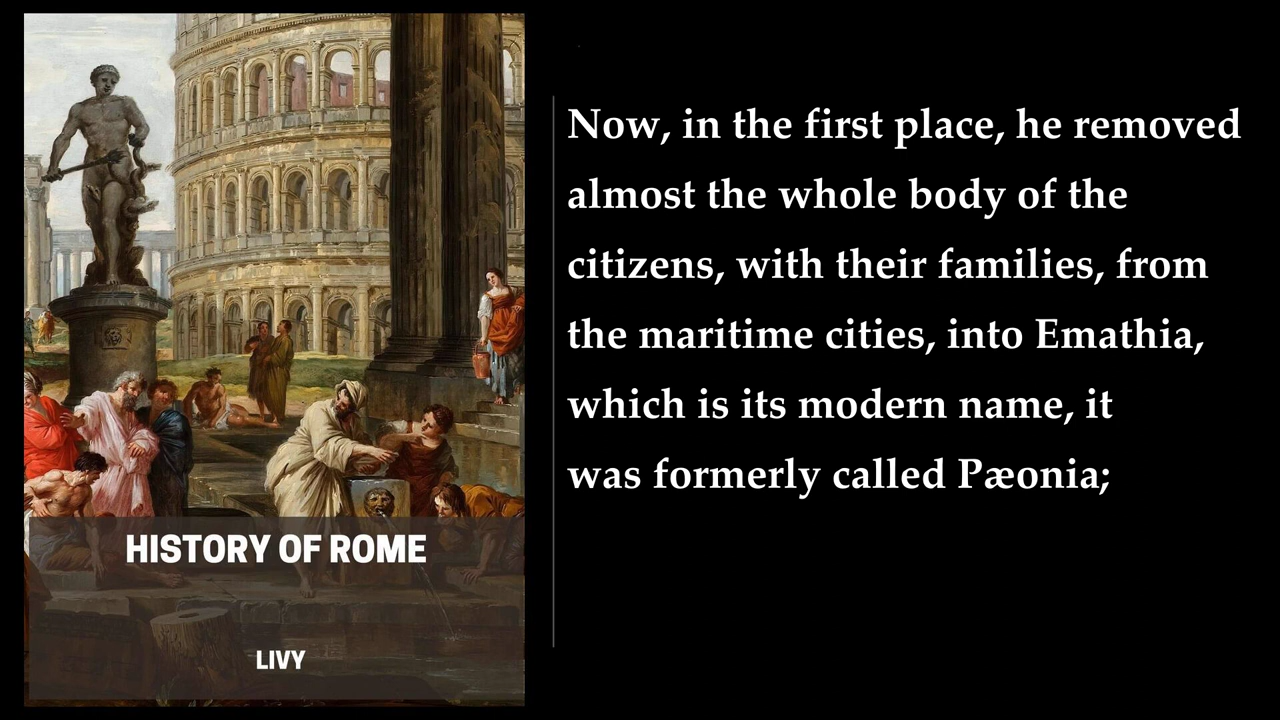 HISTORY OF ROME
LIVY
Now, in the first place, he removed
almost the whole body of the
citizens, with their families, from
the maritime cities, into Emathia,
which is its modern name, it
was formerly called Pæonia;